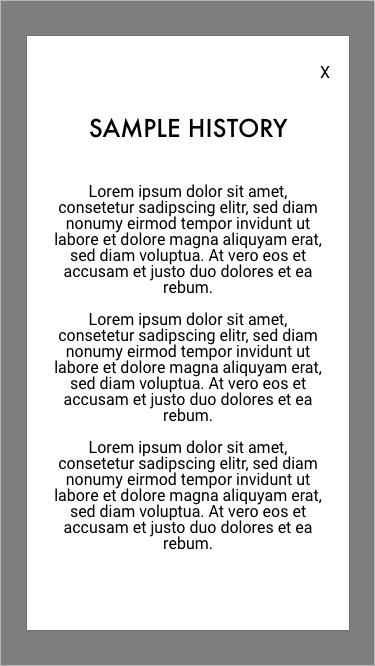 X
SAMPLE HISTORY
Lorem ipsum dolor sit amet,
consetetur sadipscing elitr, sed diam
nonumy eirmod tempor invidunt ut
labore et dolore magna aliquyam erat,
sed diam voluptua. At vero eos et
accusam et justo duo dolores et ea
rebum.
Lorem ipsum dolor sit amet,
consetetur sadipscing elitr, sed diam
nonumy eirmod tempor invidunt ut
labore et dolore magna aliquyam erat,
sed diam voluptua. At vero eos et
accusam et justo duo dolores et ea
rebum.
Lorem ipsum dolor sit amet,
consetetur sadipscing elitr, sed diam
nonumy eirmod tempor invidunt ut
labore et dolore magna aliquyam erat,
sed diam voluptua. At vero eos et
accusam et justo duo dolores et ea
rebum.